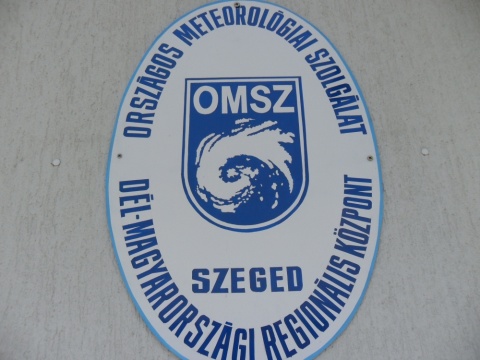 ORSZÁGOS METEOROLÓGIAI SZOLGÁLAT
OMSZ
SZEGED
DÉL-MAGYARORSZÁGI REGIONÁLIS KÖZPONT